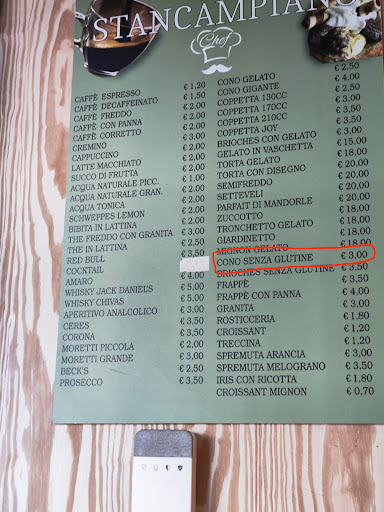 STANCAMPIANO
Chef
CAFFÈ ESPRESSO € 1,20
CAFFÈ DECAFFEINATO € 1,50
CAFFÈ FREDDO € 2,00
CAFFÈ CON PANNA € 2,00
CAFFÈ CORRETTO € 2,00
CREMINO € 3,00
CAPPUCCINO € 2,00
LATTE MACCHIATO € 2,00
SUCCO DI FRUTTA € 2,00
ACQUA NATURALE PICC. € 1,00
ACQUA NATURALE GRAN. € 2,00
ACQUA TONICA € 2,00
SCHWEPPES LEMON € 2,00
BIBITA IN LATTINA € 2,00
THE FREDDO CON GRANITA € 3,00
THE IN LATTINA € 2,00
RED BULL € 3,50
COCKTAIL
AMARO € 4,00
WHISKY JACK DANIEL'S € 5,00
WHISKY CHIVAS € 5,00
APERITIVO ANALCOLICO € 3,00
CERES € 3,50
CORONA € 3,50
MORETTI PICCOLA € 2,00
MORETTI GRANDE € 3,00
BECK'S € 2,50
PROSECCO € 3,50
CONO GELATO € 2.50
CONO GIGANTE € 4,00
COPPETTA 130CC € 2,50
COPPETTA 170CC € 3,00
COPPETTA 210CC € 3,50
COPPETTA JOY € 3,00
BRIOCHES CON GELATO € 3,00
GELATO IN VASCHETTA € 15,00
TORTA GELATO € 18,00
TORTA CON DISEGNO € 20,00
SEMIFREDDO € 20,00
SETTEVELI € 20,00
PARFAIT DI MANDORLE € 20,00
ZUCCOTTO € 18,00
TRONCHETTO GELATO € 18,00
GIARDINETTO € 18,00
MIGNON GELATO € 18,00
CONO SENZA GLUTINE € 3,00
BRIOCHES SENZA GLUTINE € 3,50
FRAPPÈ € 3,50
FRAPPÈ CON PANNA € 4,00
GRANITA € 3,00
ROSTICCERIA € 1,80
CROISSANT € 1,20
TRECCINA € 1,20
SPREMUTA ARANCIA € 3,00
SPREMUTA MELOGRANO € 3,50
IRIS CON RICOTTA € 1,80
CROISSANT MIGNON € 0,70